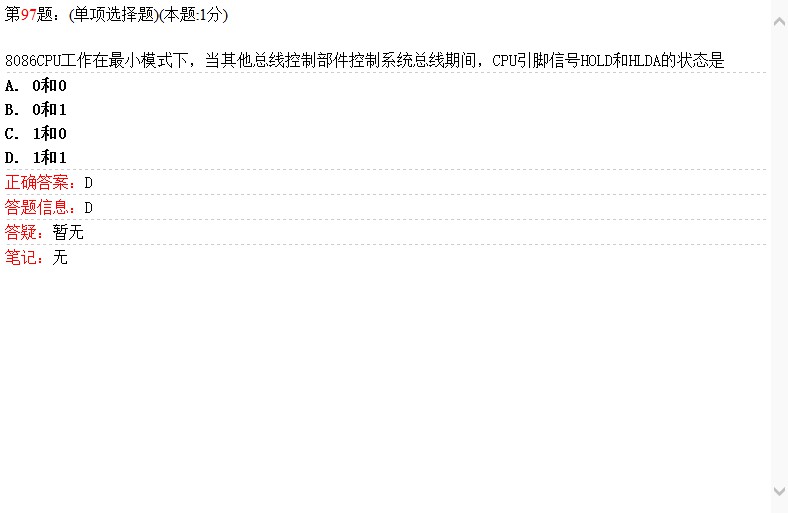 第97题：(单项选择题)(本题:1分)
8086CPU工作在最小模式下，当其他总线控制部件控制系统总线期间，CPU引脚信号HOLD和HLDA的状态是
A. 0和0
B. 0和1
C. 1和0
D. 1和1
正确答案：D
答题信息：D
答疑：暂无
笔记：无